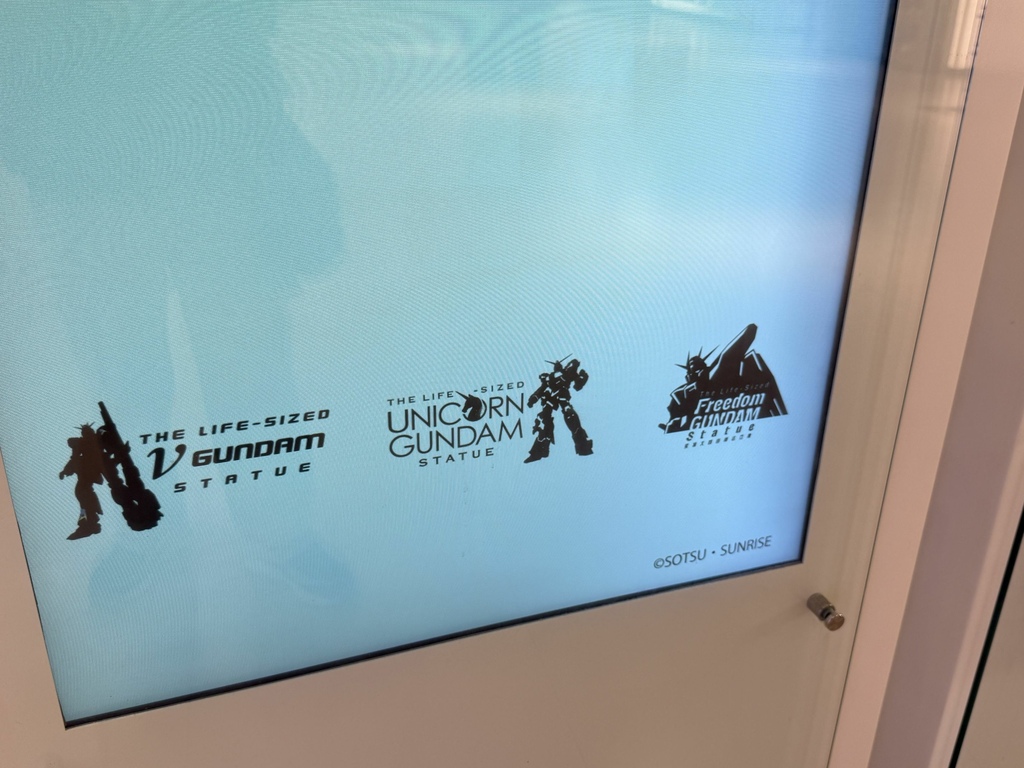 THE LIFE-SIZED
ν GUNDAM
STATUE
THE LIFE-SIZED
UNICORN
GUNDAM
STATUE
The Life-Sized
Freedom
GUNDAM
Statue
©SOTSU・SUNRISE